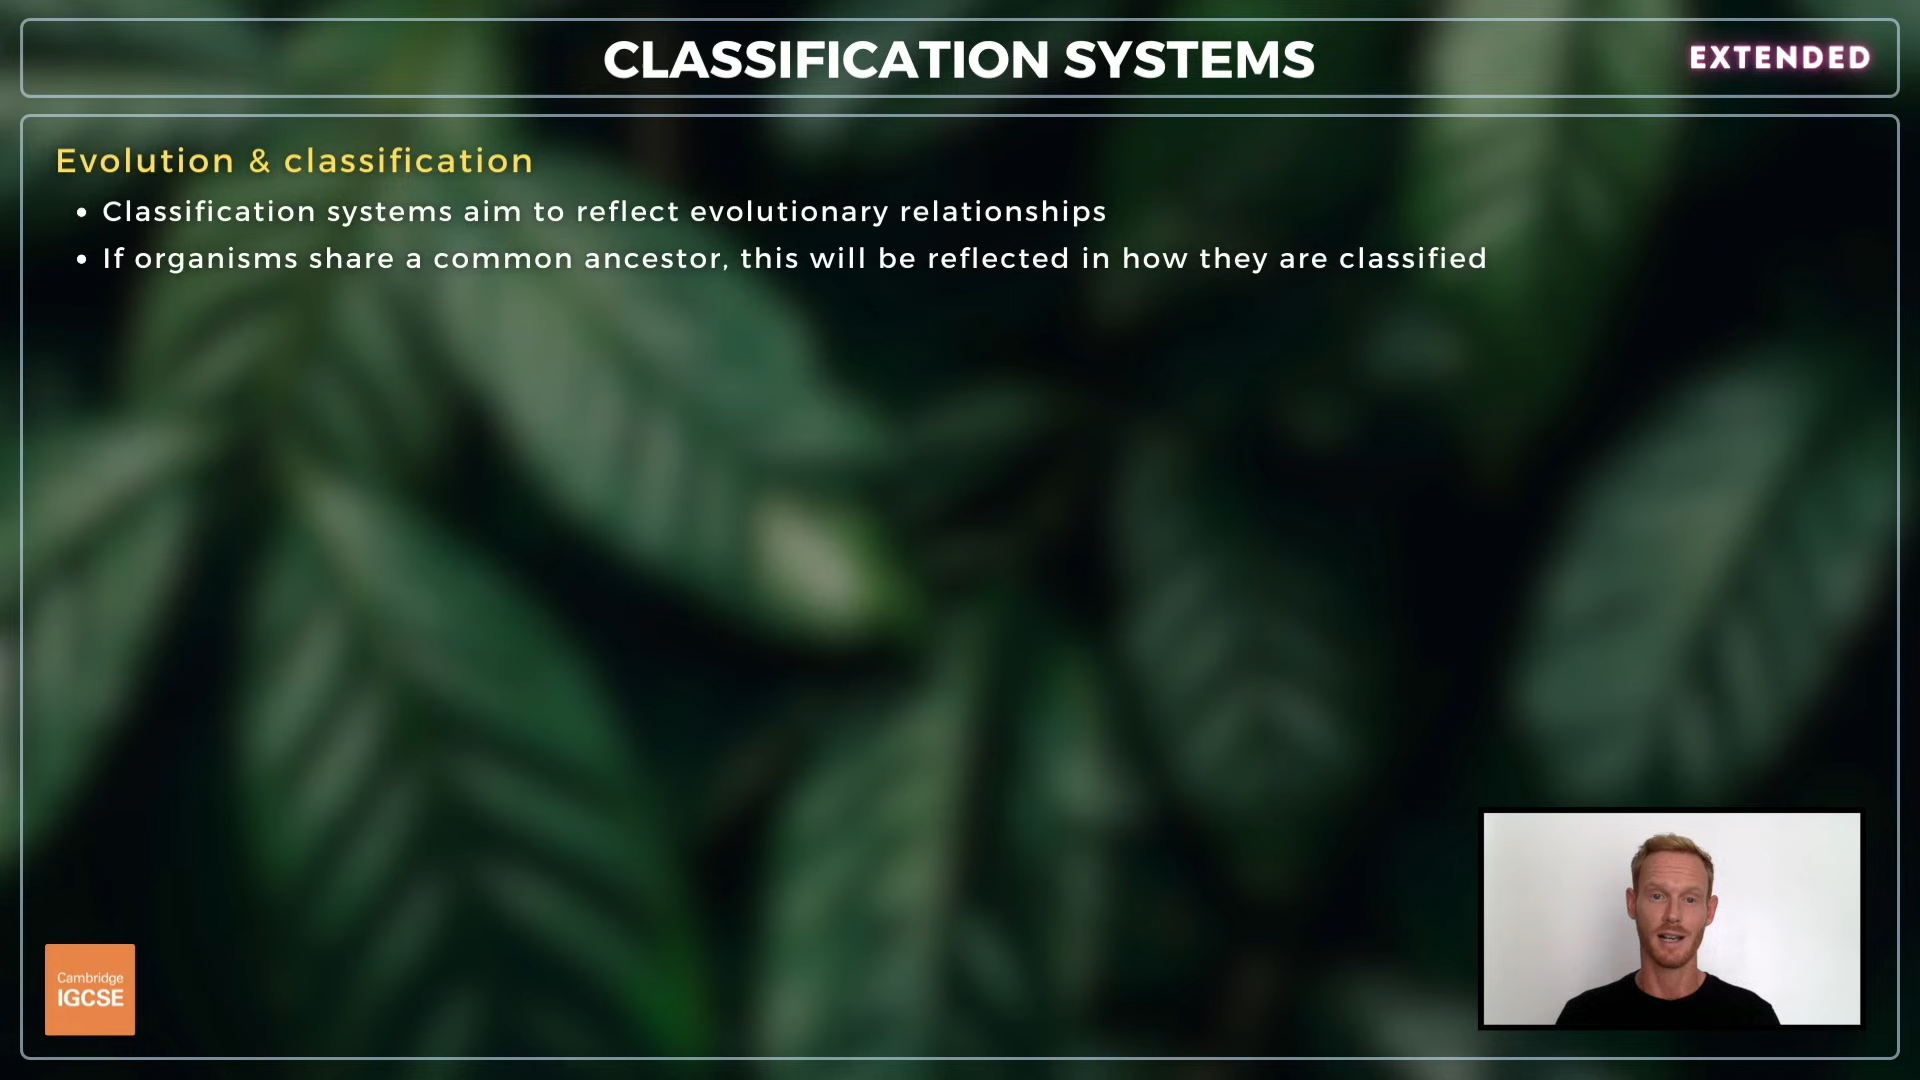 CLASSIFICATION SYSTEMS
EXTENDED
Evolution & classification
• Classification systems aim to reflect evolutionary relationships
• If organisms share a common ancestor, this will be reflected in how they are classified
Cambridge
IGCSE